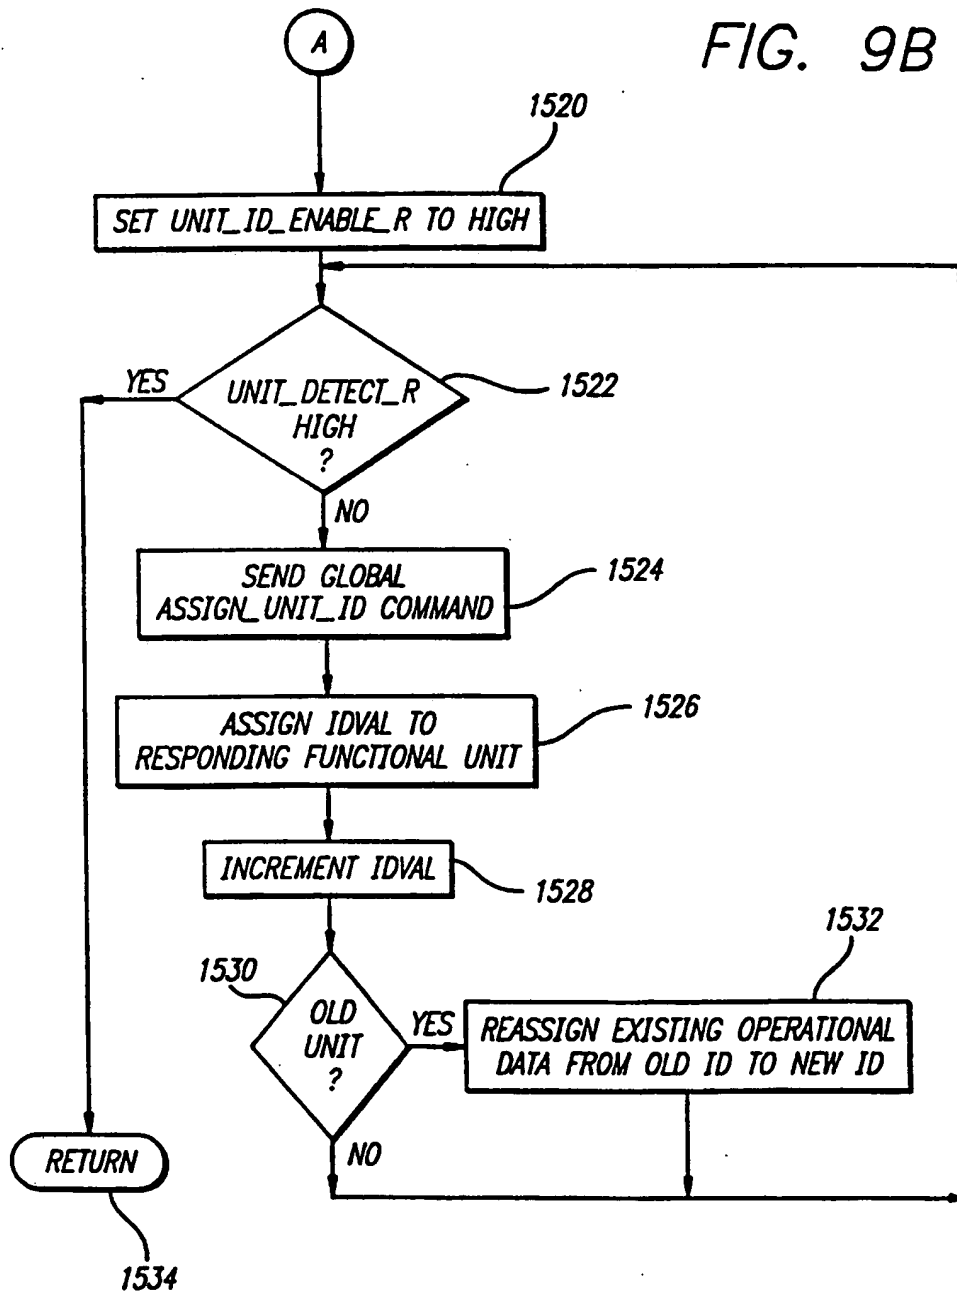 A
FIG. 9B
1520
SET UNIT_ID_ENABLE_R TO HIGH
YES
UNIT_DETECT_R
HIGH
?
1522
NO
SEND GLOBAL
ASSIGN_UNIT_ID COMMAND
1524
ASSIGN IDVAL TO
RESPONDING FUNCTIONAL UNIT
1526
INCREMENT IDVAL
1528
1530
OLD
UNIT
?
YES
1532
REASSIGN EXISTING OPERATIONAL
DATA FROM OLD ID TO NEW ID
NO
RETURN
1534